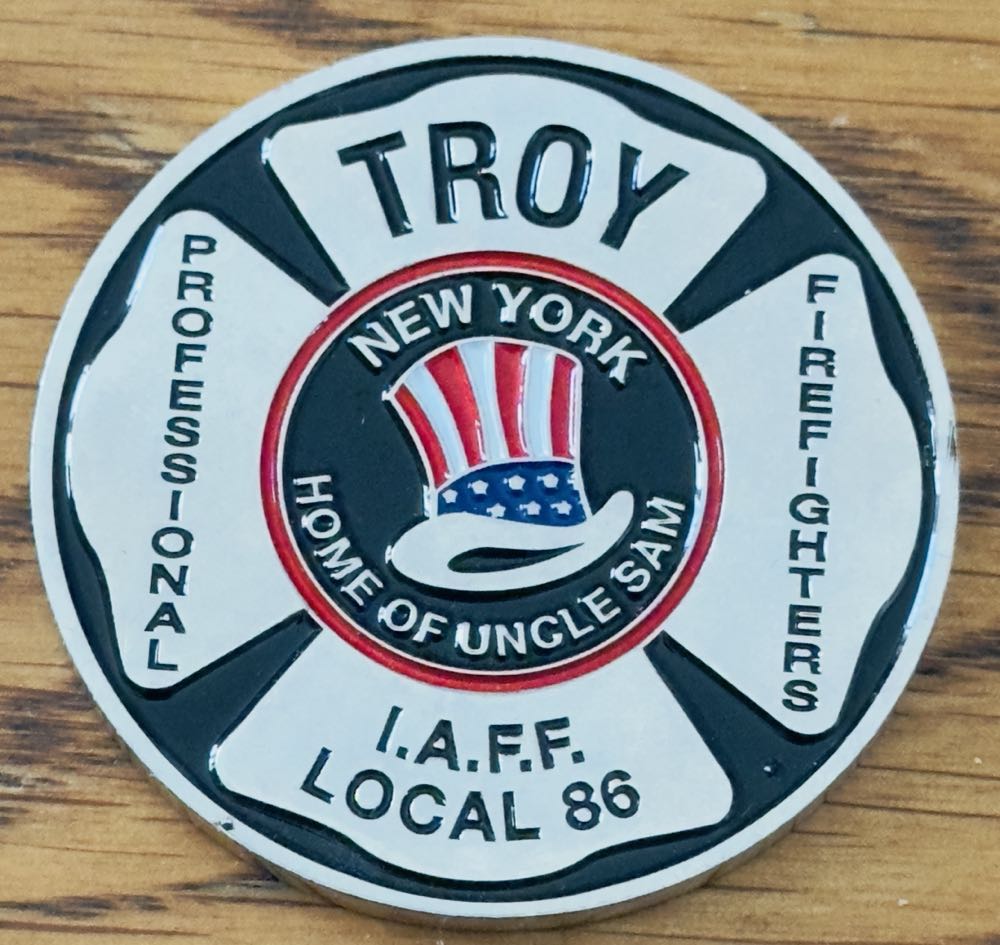 TROY
PROFESSIONAL
FIREFIGHTERS
NEW YORK
HOME OF UNCLE SAM
I.A.F.F.
LOCAL 86